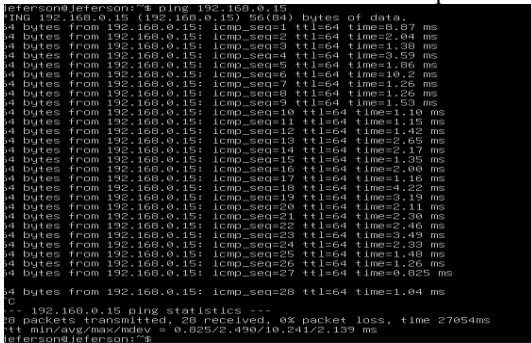 jeferson@jeferson:~$ ping 192.168.0.15
PING 192.168.0.15 (192.168.0.15) 56(84) bytes of data.
64 bytes from 192.168.0.15: icmp_seq=1 ttl=64 time=8.87 ms
64 bytes from 192.168.0.15: icmp_seq=2 ttl=64 time=2.04 ms
64 bytes from 192.168.0.15: icmp_seq=3 ttl=64 time=1.38 ms
64 bytes from 192.168.0.15: icmp_seq=4 ttl=64 time=3.59 ms
64 bytes from 192.168.0.15: icmp_seq=5 ttl=64 time=1.86 ms
64 bytes from 192.168.0.15: icmp_seq=6 ttl=64 time=10.2 ms
64 bytes from 192.168.0.15: icmp_seq=7 ttl=64 time=1.26 ms
64 bytes from 192.168.0.15: icmp_seq=8 ttl=64 time=1.26 ms
64 bytes from 192.168.0.15: icmp_seq=9 ttl=64 time=1.53 ms
64 bytes from 192.168.0.15: icmp_seq=10 ttl=64 time=1.10 ms
64 bytes from 192.168.0.15: icmp_seq=11 ttl=64 time=1.15 ms
64 bytes from 192.168.0.15: icmp_seq=12 ttl=64 time=1.42 ms
64 bytes from 192.168.0.15: icmp_seq=13 ttl=64 time=2.65 ms
64 bytes from 192.168.0.15: icmp_seq=14 ttl=64 time=2.17 ms
64 bytes from 192.168.0.15: icmp_seq=15 ttl=64 time=1.35 ms
64 bytes from 192.168.0.15: icmp_seq=16 ttl=64 time=2.00 ms
64 bytes from 192.168.0.15: icmp_seq=17 ttl=64 time=1.16 ms
64 bytes from 192.168.0.15: icmp_seq=18 ttl=64 time=4.22 ms
64 bytes from 192.168.0.15: icmp_seq=19 ttl=64 time=3.19 ms
64 bytes from 192.168.0.15: icmp_seq=20 ttl=64 time=2.11 ms
64 bytes from 192.168.0.15: icmp_seq=21 ttl=64 time=2.30 ms
64 bytes from 192.168.0.15: icmp_seq=22 ttl=64 time=2.46 ms
64 bytes from 192.168.0.15: icmp_seq=23 ttl=64 time=3.49 ms
64 bytes from 192.168.0.15: icmp_seq=24 ttl=64 time=2.33 ms
64 bytes from 192.168.0.15: icmp_seq=25 ttl=64 time=1.48 ms
64 bytes from 192.168.0.15: icmp_seq=26 ttl=64 time=1.26 ms
64 bytes from 192.168.0.15: icmp_seq=27 ttl=64 time=0.825 ms
64 bytes from 192.168.0.15: icmp_seq=28 ttl=64 time=1.04 ms
^C
--- 192.168.0.15 ping statistics ---
28 packets transmitted, 28 received, 0% packet loss, time 27054ms
rtt min/avg/max/mdev = 0.825/2.490/10.241/2.139 ms
jeferson@jeferson:~$